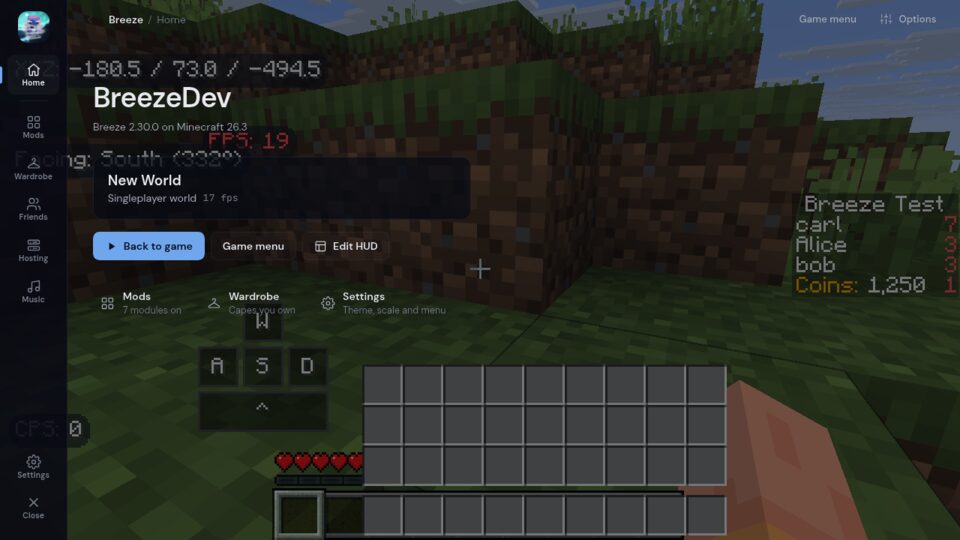 Breeze / Home
Game menu
Options
Home
-180.5 / 73.0 / -494.5
BreezeDev
Breeze 2.30.0 on Minecraft 26.3
FPS: 19
Mods
Facing: South (332°)
Wardrobe
New World
Singleplayer world 17 fps
Friends
Breeze Test
carl 7
Alice 3
bob 3
Coins: 1,250 1
Hosting
Back to game
Game menu
Edit HUD
Music
Mods
7 modules on
Wardrobe
Capes you own
Settings
Theme, scale and menu
W
A S D
^
CPS: 0
Settings
Close